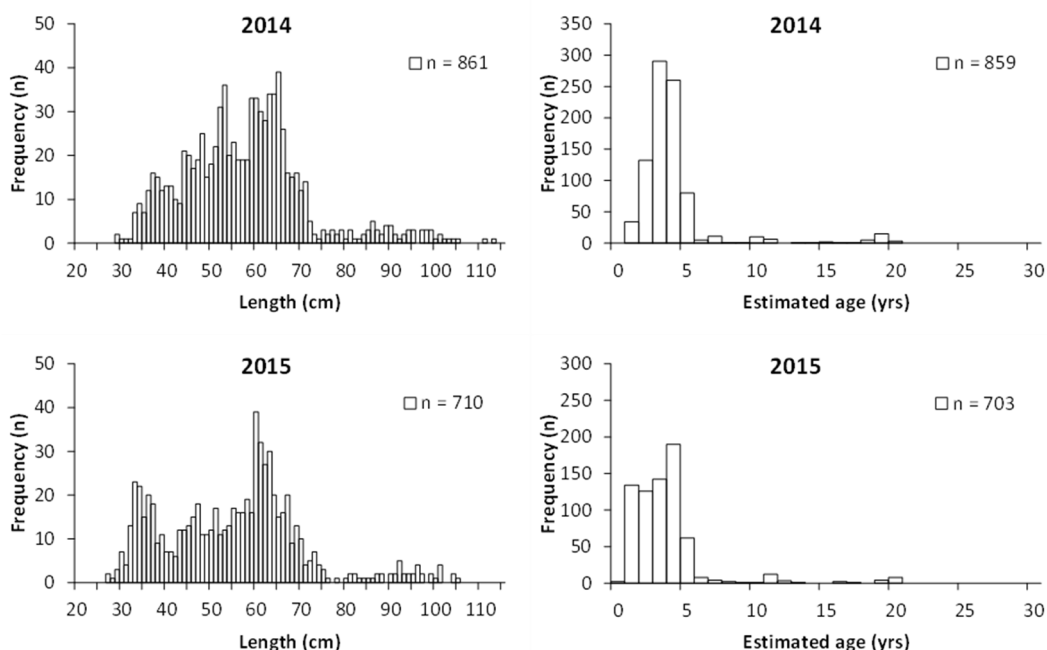 2014
n = 861
Frequency (n)
50
40
30
20
10
0
20 30 40 50 60 70 80 90 100 110
Length (cm)
2014
n = 859
Frequency (n)
350
300
250
200
150
100
50
0
0 5 10 15 20 25 30
Estimated age (yrs)
2015
n = 710
Frequency (n)
50
40
30
20
10
0
20 30 40 50 60 70 80 90 100 110
Length (cm)
2015
n = 703
Frequency (n)
300
250
200
150
100
50
0
0 5 10 15 20 25 30
Estimated age (yrs)